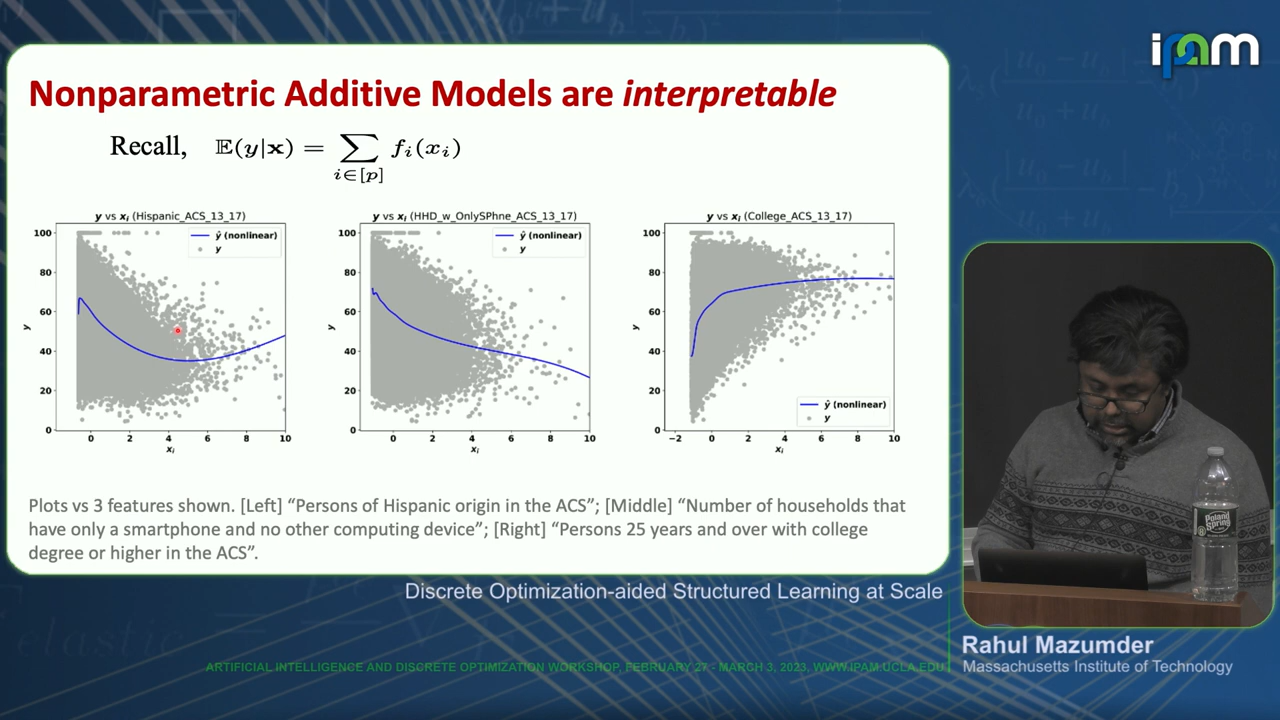 ipam
Nonparametric Additive Models are interpretable
Recall, 𝔼(y|x) = ∑ f_i(x_i)
i∈[p]
y vs x_i (Hispanic_ACS_13_17)
ŷ (nonlinear)
y
100
80
60
40
20
0
y
0 2 4 6 8 10
x_i
y vs x_i (HHD_w_OnlySPhne_ACS_13_17)
ŷ (nonlinear)
y
100
80
60
40
20
0
y
0 2 4 6 8 10
x_i
y vs x_i (College_ACS_13_17)
100
80
60
40
20
0
y
ŷ (nonlinear)
y
−2 0 2 4 6 8 10
x_i
Plots vs 3 features shown. [Left] “Persons of Hispanic origin in the ACS”; [Middle] “Number of households that
have only a smartphone and no other computing device”; [Right] “Persons 25 years and over with college
degree or higher in the ACS”.
Poland
Spring
Discrete Optimization-aided Structured Learning at Scale
Rahul Mazumder
Massachusetts Institute of Technology
ARTIFICIAL INTELLIGENCE AND DISCRETE OPTIMIZATION WORKSHOP, FEBRUARY 27 - MARCH 3, 2023, WWW.IPAM.UCLA.EDU
elastic